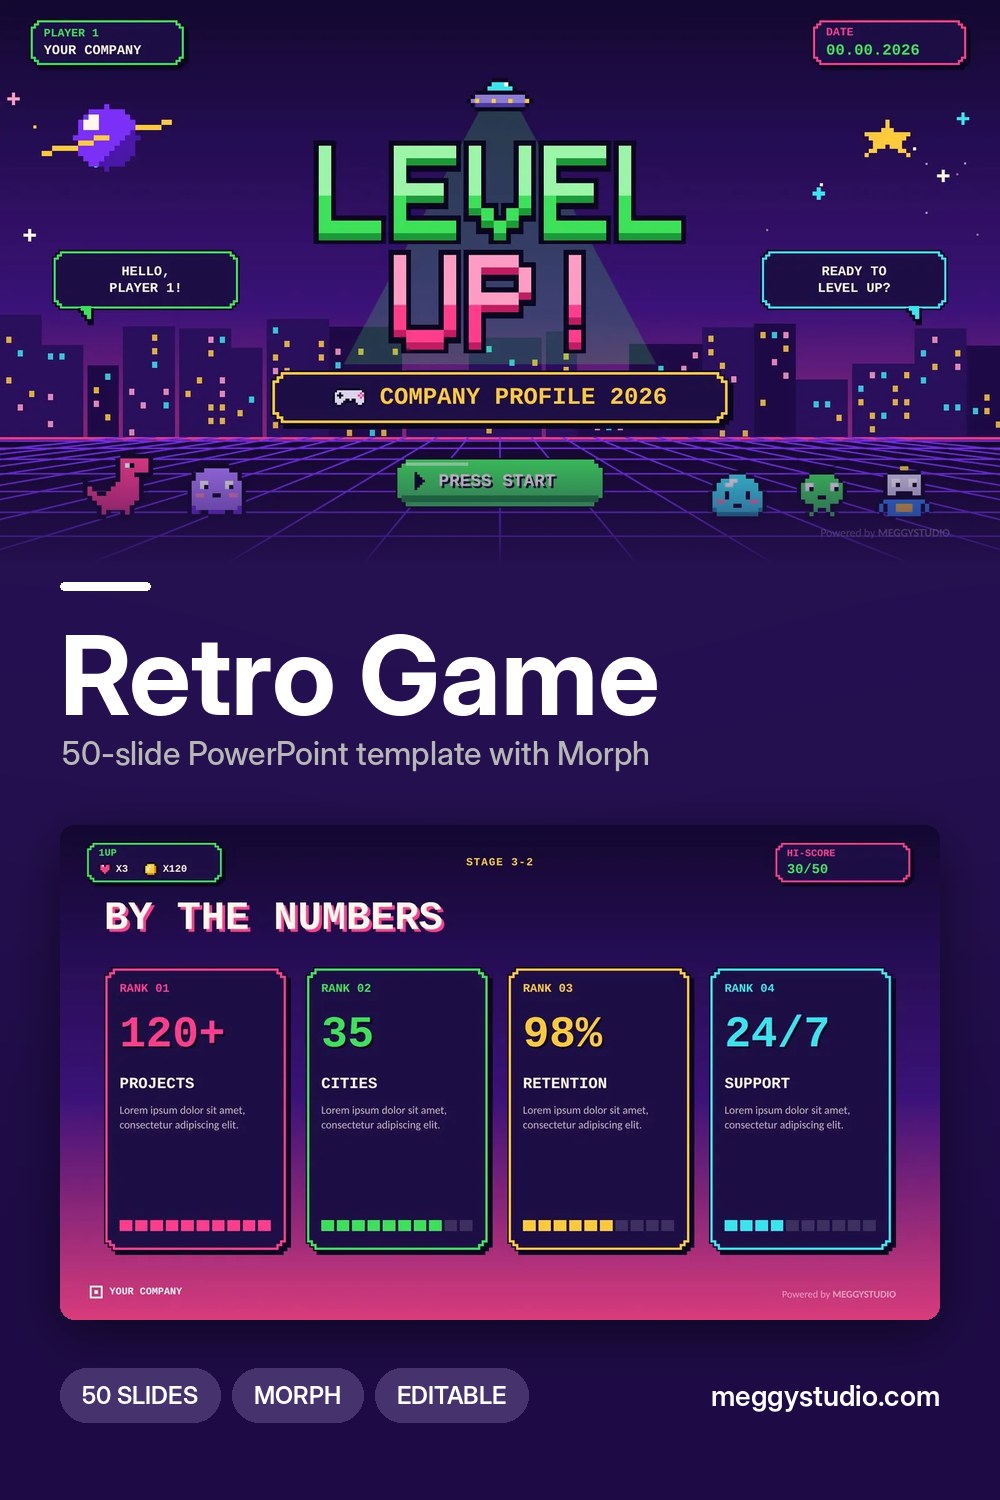 PLAYER 1
YOUR COMPANY
DATE
00.00.2026
LEVEL
UP!
HELLO,
PLAYER 1!
READY TO
LEVEL UP?
COMPANY PROFILE 2026
PRESS START
Powered by MEGGYSTUDIO
Retro Game
50-slide PowerPoint template with Morph
1UP
X3 X120
STAGE 3-2
HI-SCORE
30/50
BY THE NUMBERS
RANK 01
120+
PROJECTS
Lorem ipsum dolor sit amet,
consectetur adipiscing elit.
RANK 02
35
CITIES
Lorem ipsum dolor sit amet,
consectetur adipiscing elit.
RANK 03
98%
RETENTION
Lorem ipsum dolor sit amet,
consectetur adipiscing elit.
RANK 04
24/7
SUPPORT
Lorem ipsum dolor sit amet,
consectetur adipiscing elit.
YOUR COMPANY
Powered by MEGGYSTUDIO
50 SLIDES
MORPH
EDITABLE
meggystudio.com